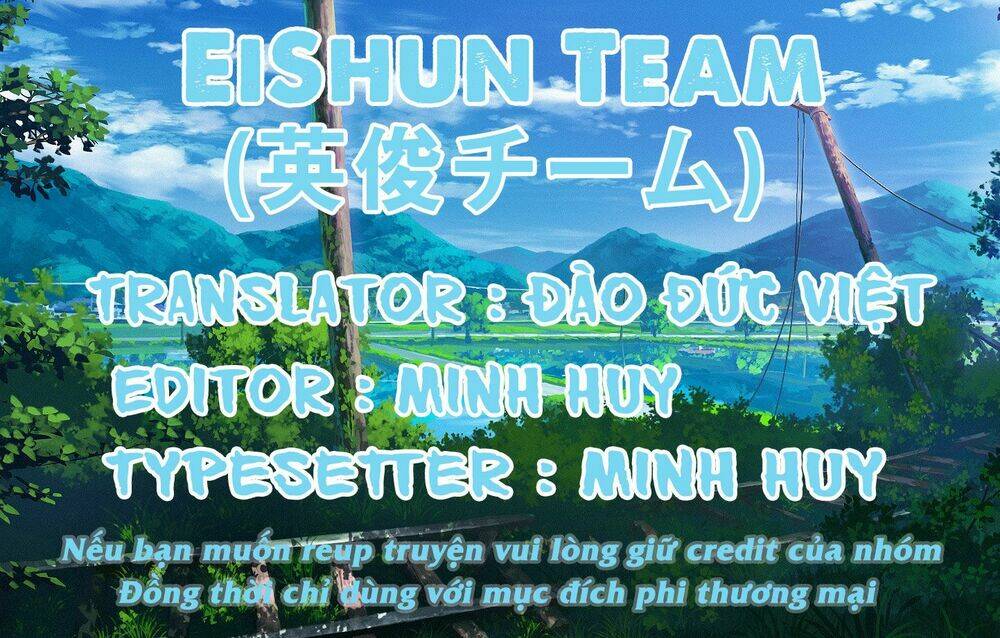 EiShun Team
(英俊チーム)
Translator : Đào Đức Việt
Editor : Minh Huy
Typesetter : Minh Huy
Nếu bạn muốn reup truyện vui lòng giữ credit của nhóm
Đồng thời chỉ dùng với mục đích phi thương mại